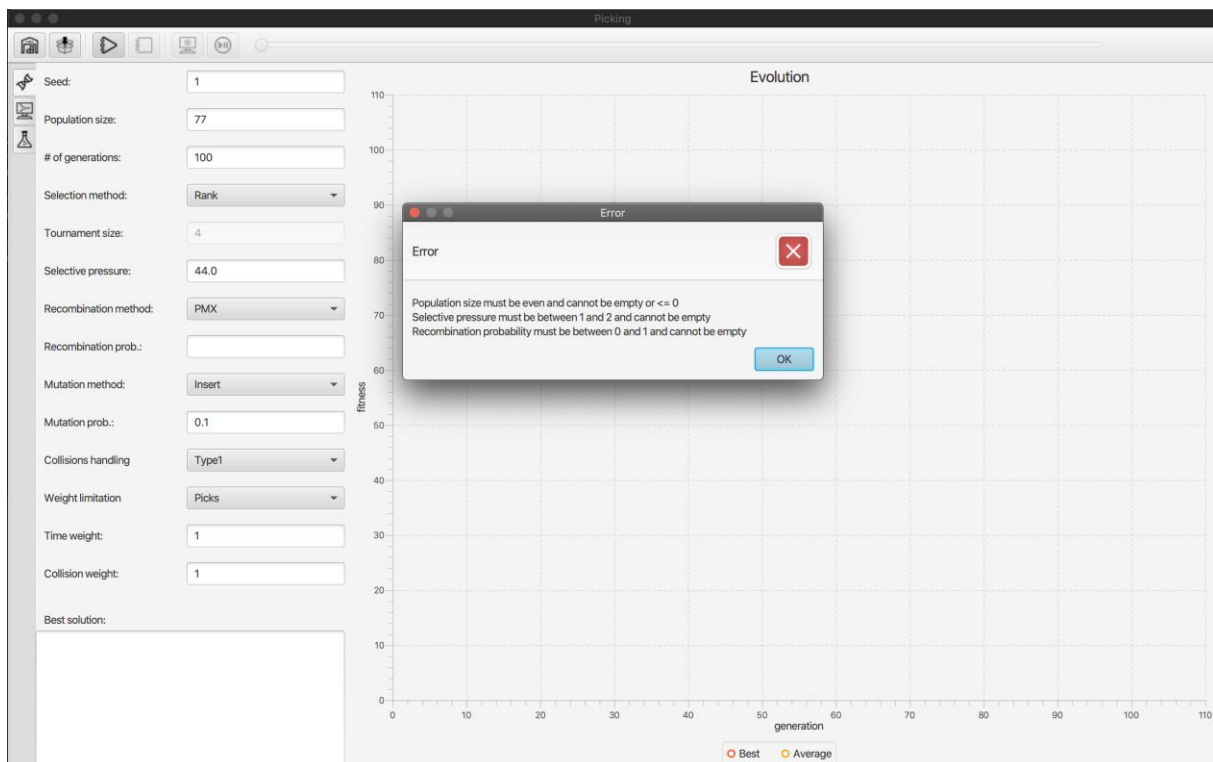 Picking
Seed:
1
Population size:
77
# of generations:
100
Selection method:
Rank
Tournament size:
4
Selective pressure:
44.0
Recombination method:
PMX
Recombination prob.:
Mutation method:
Insert
Mutation prob.:
0.1
Collisions handling
Type1
Weight limitation
Picks
Time weight:
1
Collision weight:
1
Best solution:
Evolution
110
100
90
80
70
60
50
40
30
20
10
0
fitness
0 10 20 30 40 50 60 70 80 90 100 110
generation
Best Average
Error
Error
Population size must be even and cannot be empty or <= 0
Selective pressure must be between 1 and 2 and cannot be empty
Recombination probability must be between 0 and 1 and cannot be empty
OK